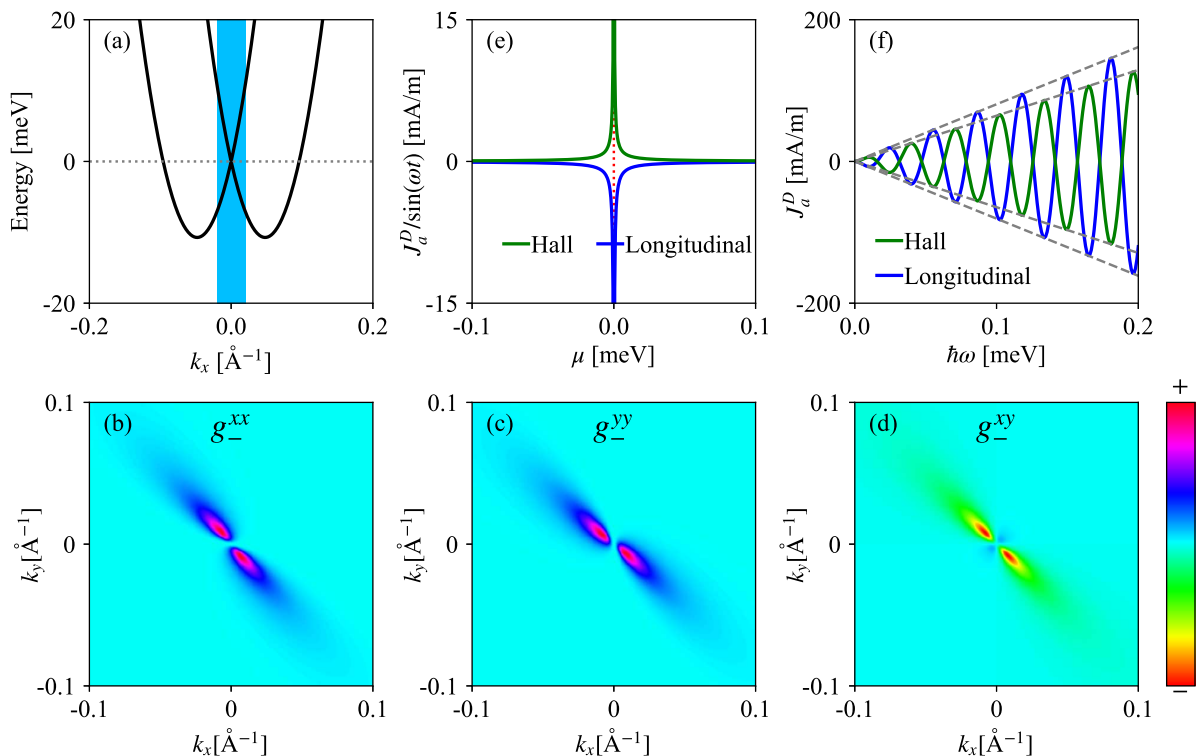 (a)
Energy [meV]
20
0
-20
-0.2
0.0
0.2
kₓ [Å⁻¹]
(e)
J_a^D/sin(ωt) [mA/m]
15
0
-15
Hall
Longitudinal
-0.1
0.0
0.1
μ [meV]
(f)
J_a^D [mA/m]
200
0
-200
Hall
Longitudinal
0.0
0.1
0.2
ħω [meV]
(b)
g_−^{xx}
k_y[Å⁻¹]
0.1
0
-0.1
-0.1
0
0.1
kₓ[Å⁻¹]
(c)
g_−^{yy}
k_y[Å⁻¹]
0.1
0
-0.1
-0.1
0
0.1
kₓ[Å⁻¹]
(d)
g_−^{xy}
k_y[Å⁻¹]
0.1
0
-0.1
-0.1
0
0.1
kₓ[Å⁻¹]
+
−